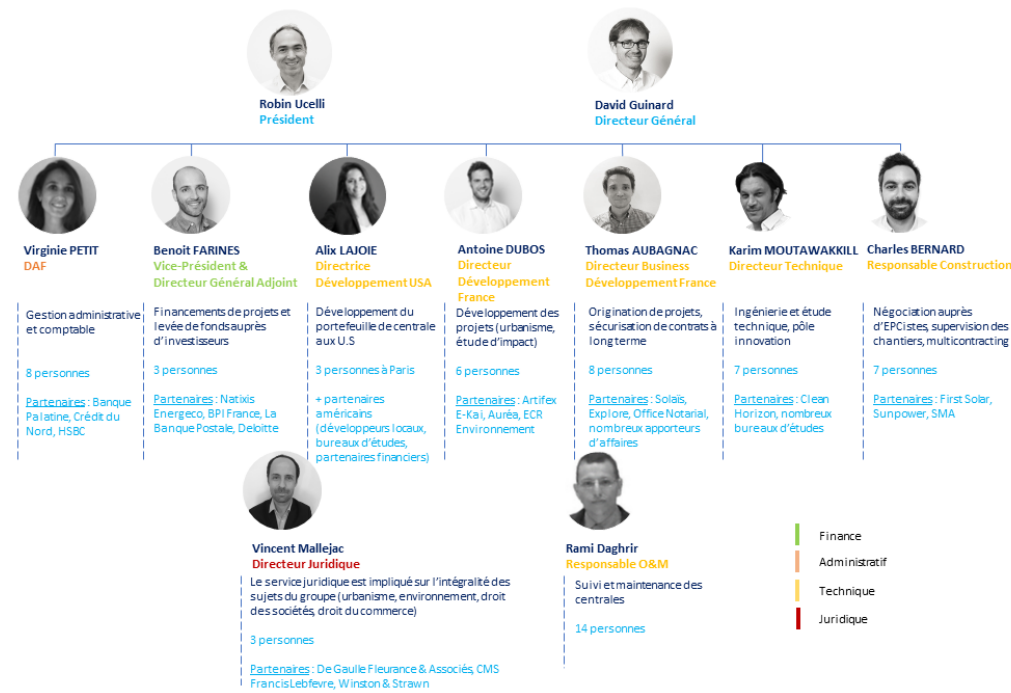 Robin Ucelli
Président
David Guinard
Directeur Général
Virginie PETIT
DAF
Gestion administrative
et comptable
8 personnes
Partenaires : Banque
Palatine, Crédit du
Nord, HSBC
Benoit FARINES
Vice-Président &
Directeur Général Adjoint
Financements de projets et
levée de fonds auprès
d'investisseurs
3 personnes
Partenaires : Natixis
Energeco, BPI France, La
Banque Postale, Deloitte
Alix LAJOIE
Directrice
Développement USA
Développement du
portefeuille de centrale
aux U.S
3 personnes à Paris
+ partenaires
américains
(développeurs locaux,
bureaux d'études,
partenaires financiers)
Antoine DUBOS
Directeur
Développement
France
Développement des
projets (urbanisme,
étude d'impact)
6 personnes
Partenaires : Artifex
E-Kai, Auréa, ECR
Environnement
Thomas AUBAGNAC
Directeur Business
Développement France
Origination de projets,
sécurisation de contrats à
long terme
8 personnes
Partenaires : Solaïs,
Explore, Office Notarial,
nombreux apporteurs
d'affaires
Karim MOUTAWAKKILL
Directeur Technique
Ingénierie et étude
technique, pôle
innovation
7 personnes
Partenaires : Clean
Horizon, nombreux
bureaux d'études
Charles BERNARD
Responsable Construction
Négociation auprès
d'EPCistes, supervision des
chantiers, multicontracting
7 personnes
Partenaires : First Solar,
Sunpower, SMA
Vincent Mallejac
Directeur Juridique
Le service juridique est impliqué sur l'intégralité des
sujets du groupe (urbanisme, environnement, droit
des sociétés, droit du commerce)
3 personnes
Partenaires : De Gaulle Fleurance & Associés, CMS
Francis Lebfevre, Winston & Strawn
Rami Daghrir
Responsable O&M
Suivi et maintenance des
centrales
14 personnes
Finance
Administratif
Technique
Juridique